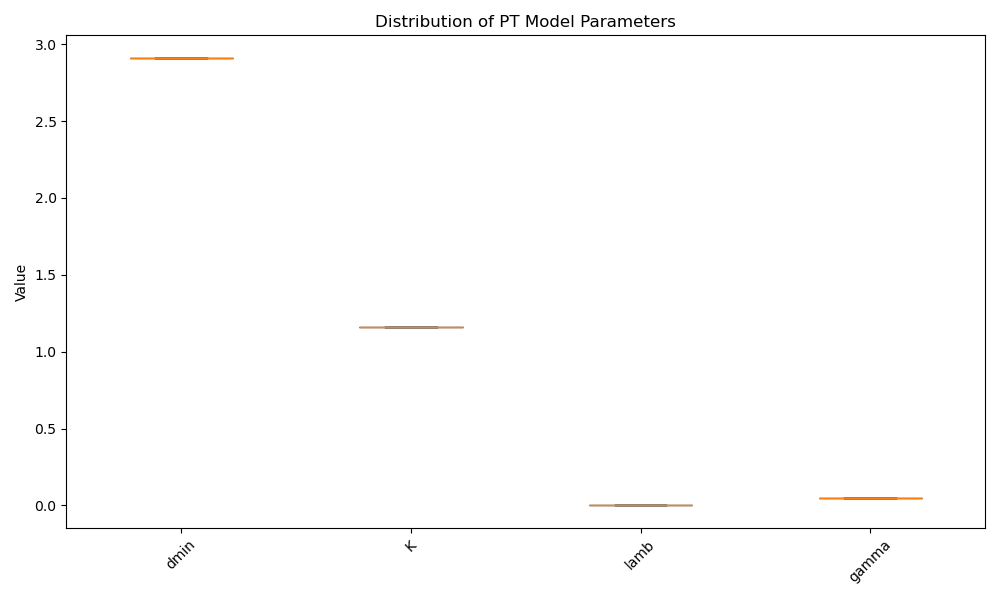 Distribution of PT Model Parameters
Value
3.0
2.5
2.0
1.5
1.0
0.5
0.0
dmin
K
lamb
gamma